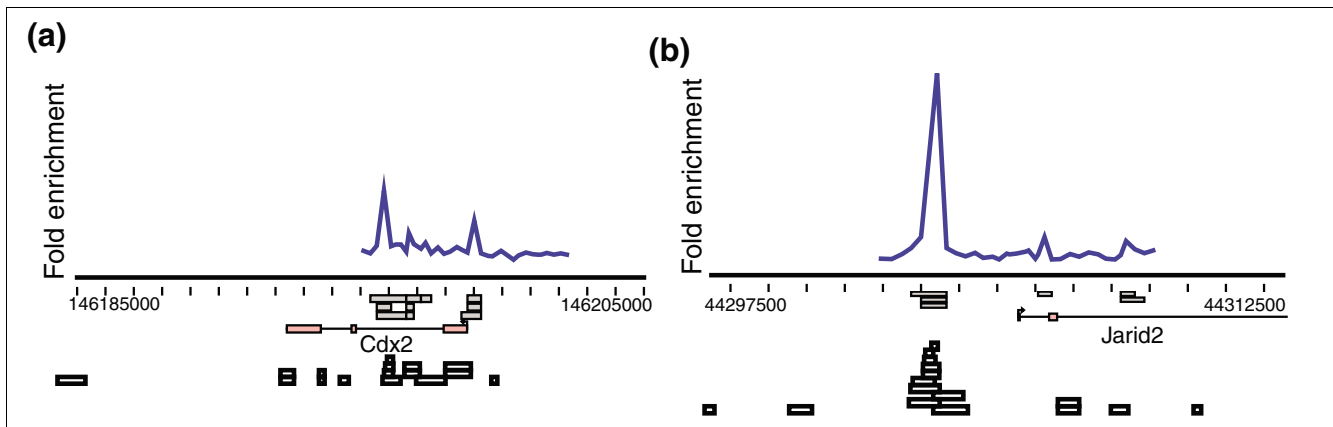 (a)
Fold enrichment
146185000
146205000
Cdx2
(b)
Fold enrichment
44297500
44312500
Jarid2